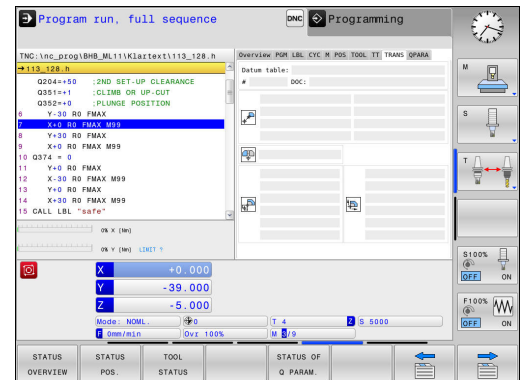 Program run, full sequence
DNC
Programming
TNC:\nc_prog\BHB_ML11\Klartext\113_128.h
→113_128.h
Q204=+50 ;2ND SET-UP CLEARANCE
Q351=+1 ;CLIMB OR UP-CUT
Q352=+0 ;PLUNGE POSITION
6 Y-30 R0 FMAX
7 X+0 R0 FMAX M99
8 Y+30 R0 FMAX
9 X+0 R0 FMAX M99
10 Q374 = 0
11 Y+0 R0 FMAX
12 X-30 R0 FMAX M99
13 Y+0 R0 FMAX
14 X+30 R0 FMAX M99
15 CALL LBL "safe"
Overview PGM LBL CYC M POS TOOL TT TRANS QPARA
Datum table:
# DOC:
0% X [Nm]
0% Y [Nm] LIMIT
X +0.000
Y -39.000
Z -5.000
Mode: NOML. 0 T 4 Z S 5000
F 0mm/min Ovr 100% M 5/9
M
S
T
S100%
OFF ON
F100%
OFF ON
STATUS OVERVIEW
STATUS POS.
TOOL STATUS
STATUS OF Q PARAM.